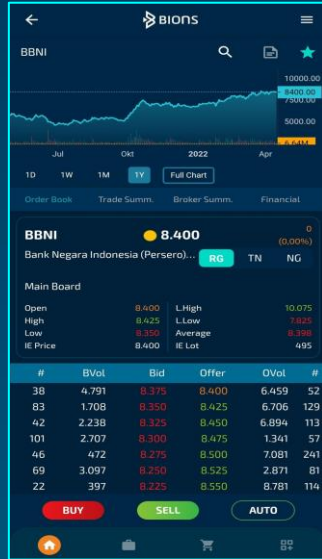 BIONS
BBNI
10000.00
8400.00
7500.00
5000.00
6.64M
Jul Okt 2022 Apr
1D 1W 1M 1Y Full Chart
Order Book Trade Summ. Broker Summ. Financial
BBNI 8.400 0
(0,00%)
Bank Negara Indonesia (Persero)... RG TN NG
Main Board
Open 8.400 L.High 10.075
High 8.425 L.Low 7.825
Low 8.350 Average 8.398
IE Price 8.400 IE Lot 495
# BVol Bid Offer OVol #
38 4.791 8.375 8.400 6.459 52
83 1.708 8.350 8.425 6.706 129
42 2.238 8.325 8.450 6.894 113
101 2.707 8.300 8.475 1.341 57
46 472 8.275 8.500 7.081 241
69 3.097 8.250 8.525 2.871 81
22 397 8.225 8.550 8.781 114
BUY SELL AUTO